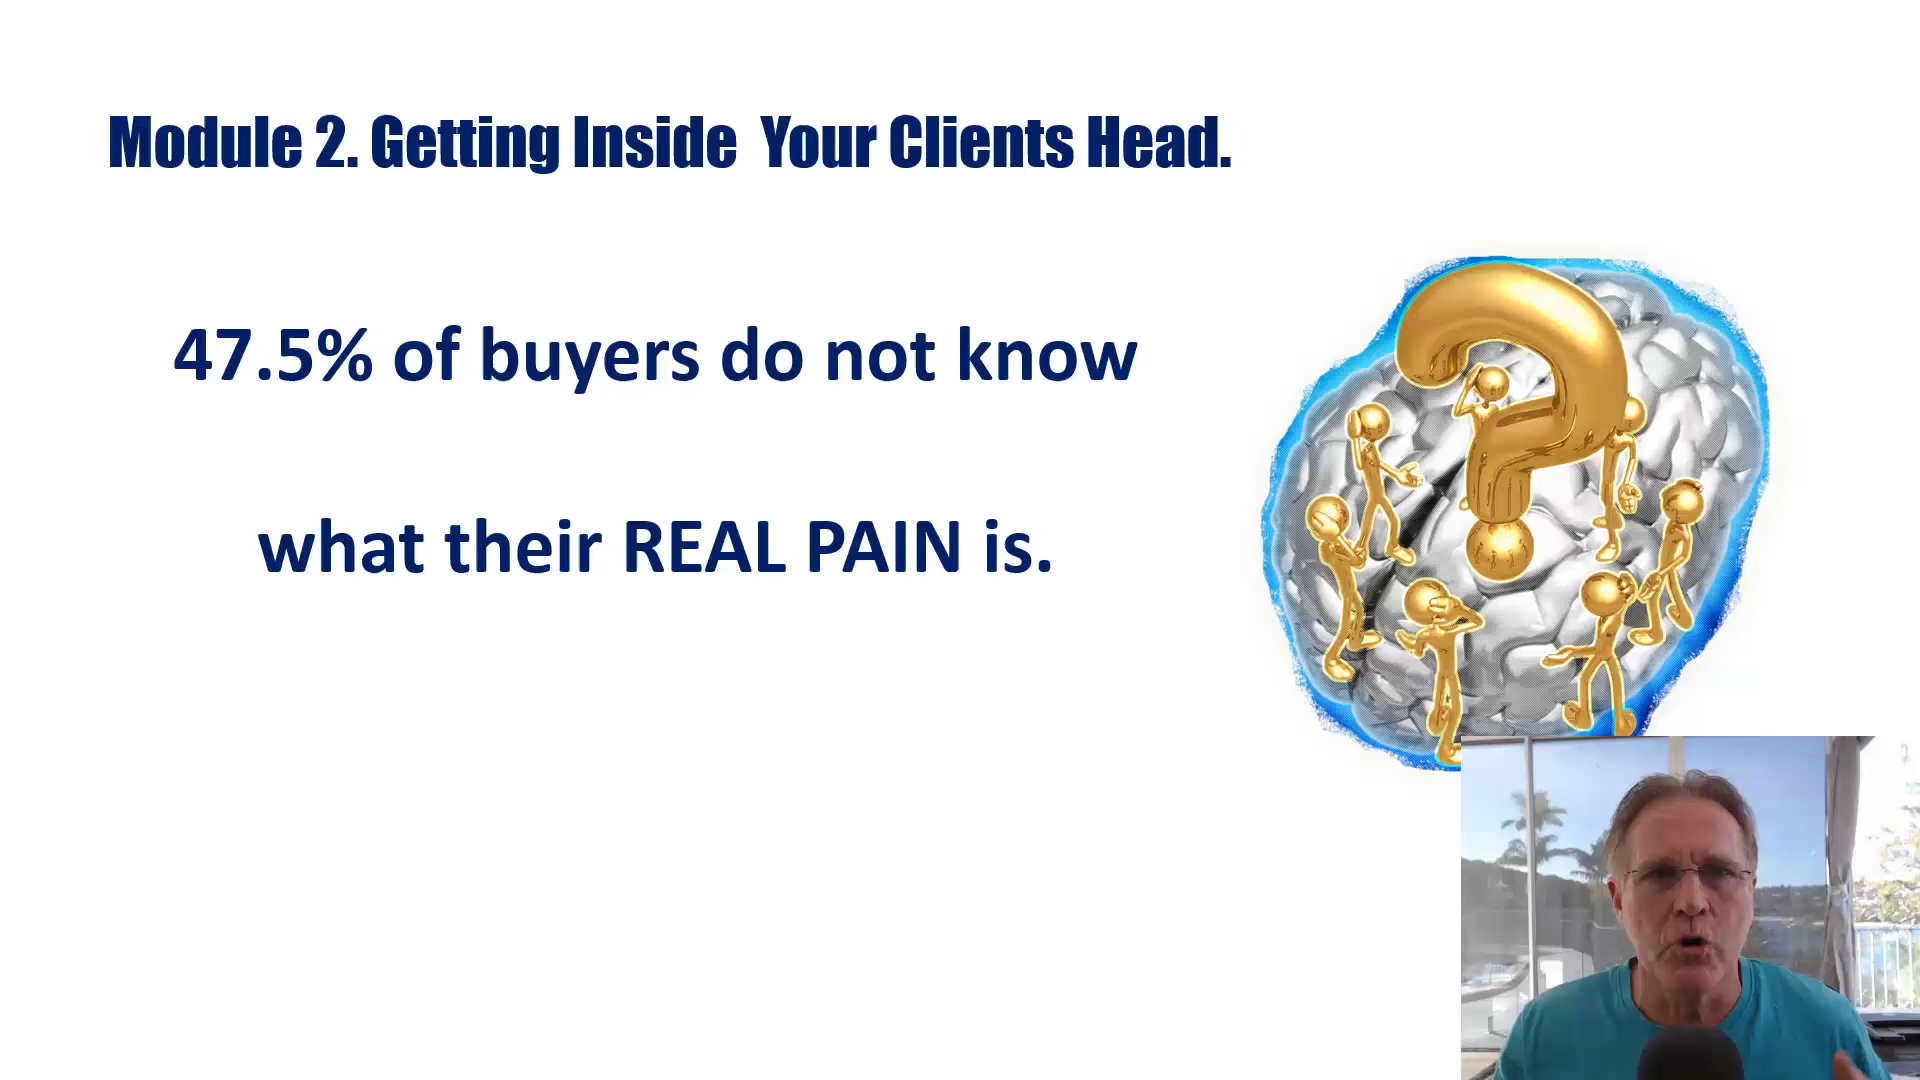 Module 2. Getting Inside  Your Clients Head.
47.5% of buyers do not know
what their REAL PAIN is.